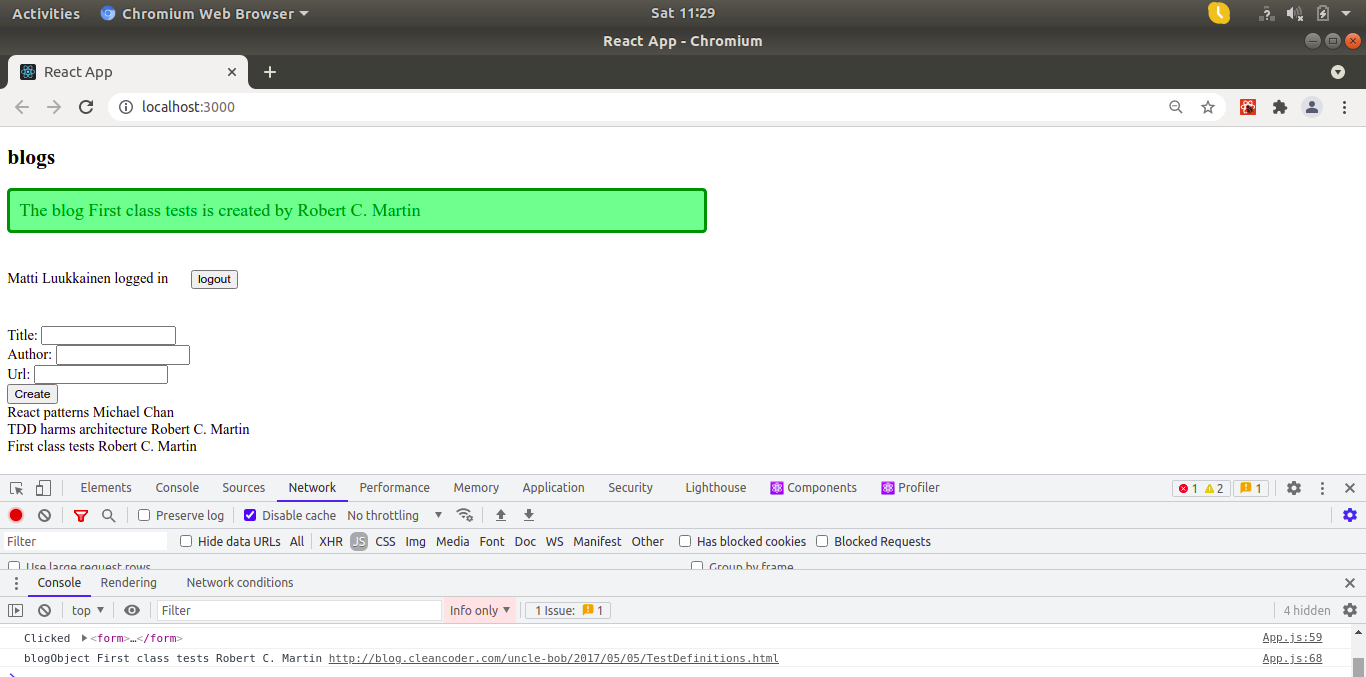 Activities Chromium Web Browser Sat 11:29
React App - Chromium
React App
localhost:3000
blogs
The blog First class tests is created by Robert C. Martin
Matti Luukkainen logged in logout
Title:
Author:
Url:
Create
React patterns Michael Chan
TDD harms architecture Robert C. Martin
First class tests Robert C. Martin
Elements Console Sources Network Performance Memory Application Security Lighthouse Components Profiler 1 2 1
Preserve log Disable cache No throttling
Filter Hide data URLs All XHR JS CSS Img Media Font Doc WS Manifest Other Has blocked cookies Blocked Requests
Use large request rows Group by frame
Console Rendering Network conditions
top Filter Info only 1 Issue: 1 4 hidden
Clicked <form>…</form> App.js:59
blogObject First class tests Robert C. Martin http://blog.cleancoder.com/uncle-bob/2017/05/05/TestDefinitions.html App.js:68